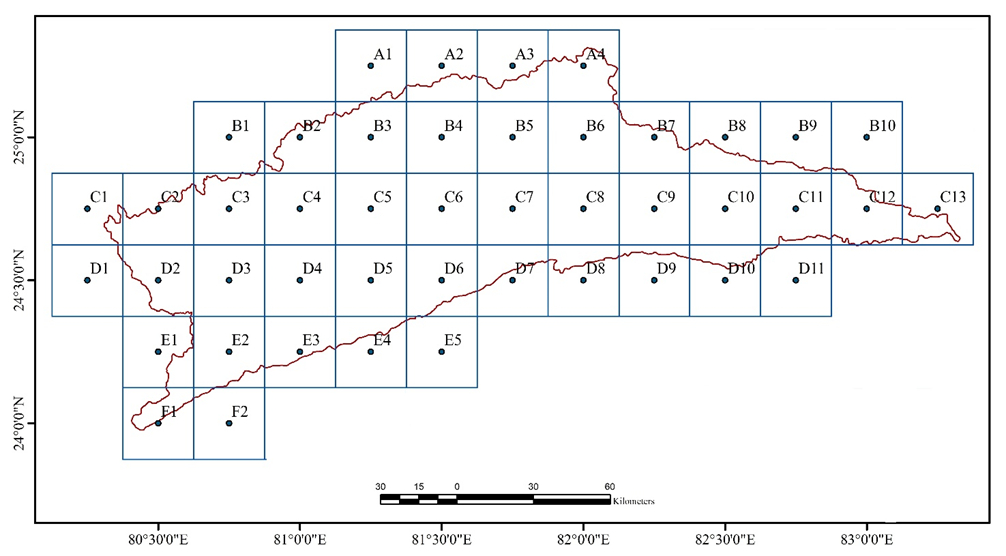 A1 A2 A3 A4
25°0'0"N
B1 B2 B3 B4 B5 B6 B7 B8 B9 B10
C1 C2 C3 C4 C5 C6 C7 C8 C9 C10 C11 C12 C13
24°30'0"N
D1 D2 D3 D4 D5 D6 D7 D8 D9 D10 D11
E1 E2 E3 E4 E5
24°0'0"N
F1 F2
30 15 0 30 60
Kilometers
80°30'0"E 81°0'0"E 81°30'0"E 82°0'0"E 82°30'0"E 83°0'0"E